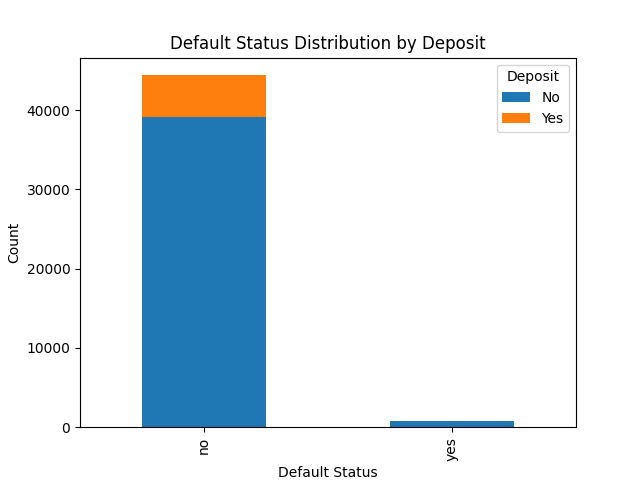 Default Status Distribution by Deposit
Deposit
No
Yes
40000
30000
20000
10000
0
Count
no
yes
Default Status